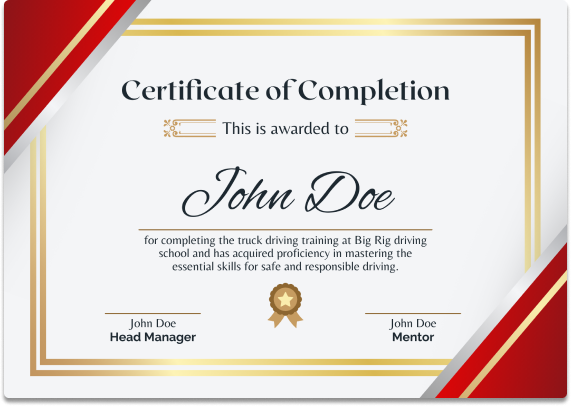 Certificate of Completion
This is awarded to
John Doe
for completing the truck driving training at Big Rig driving
school and has acquired proficiency in mastering the
essential skills for safe and responsible driving.
John Doe
Head Manager
John Doe
Mentor